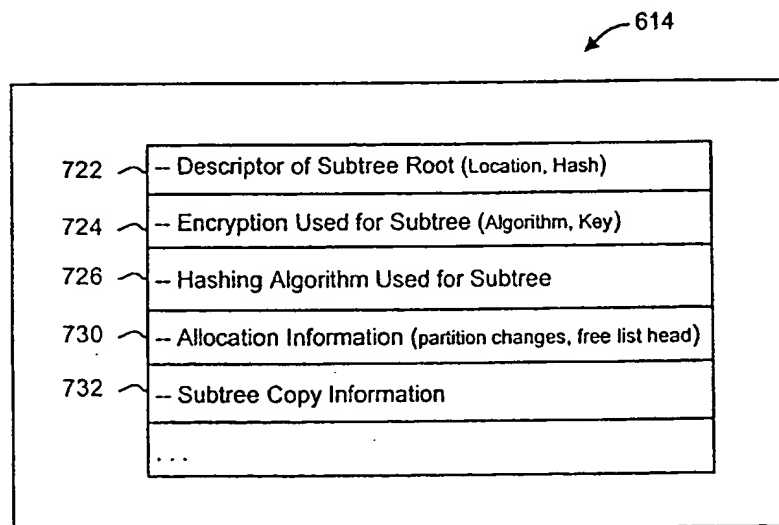 614
722 -- Descriptor of Subtree Root (Location, Hash)
724 -- Encryption Used for Subtree (Algorithm, Key)
726 -- Hashing Algorithm Used for Subtree
730 -- Allocation Information (partition changes, free list head)
732 -- Subtree Copy Information
...